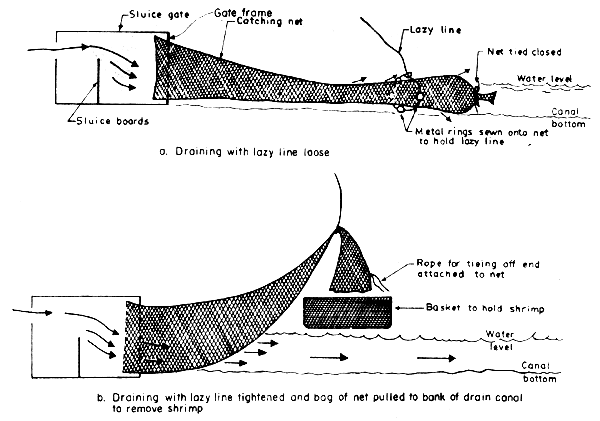 Sluice gate
Gate frame
Catching net
Lazy line
Net tied closed
Water level
Canal
bottom
Sluice boards
Metal rings sewn onto net
to hold lazy line
a. Draining with lazy line loose
Rope for tieing off end
attached to net
Basket to hold shrimp
Water
level
Canal
bottom
b. Draining with lazy line tightened and bag of net pulled to bank of drain canal
to remove shrimp